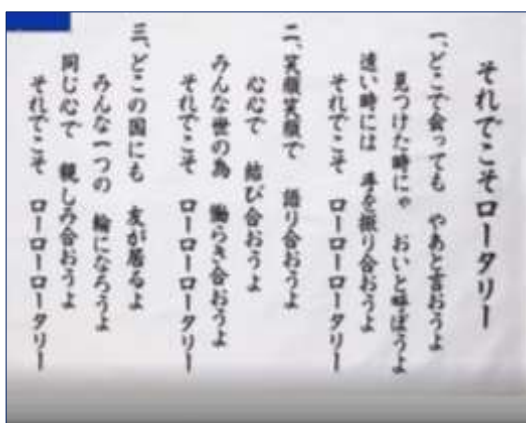 それでこそロータリー
一、どこで会っても やあと言おうよ
見つけた時にゃ おいと呼ぼうよ
遠い時には 手を振り合おうよ
それでこそ ローローロータリー
二、笑顔笑顔で 語り合おうよ
心心で 結び合おうよ
みんな世の為 働らき合おうよ
それでこそ ローローロータリー
三、どこの国にも 友が居るよ
みんな一つの 輪になろうよ
同じ心で 親しみ合おうよ
それでこそ ローローロータリー